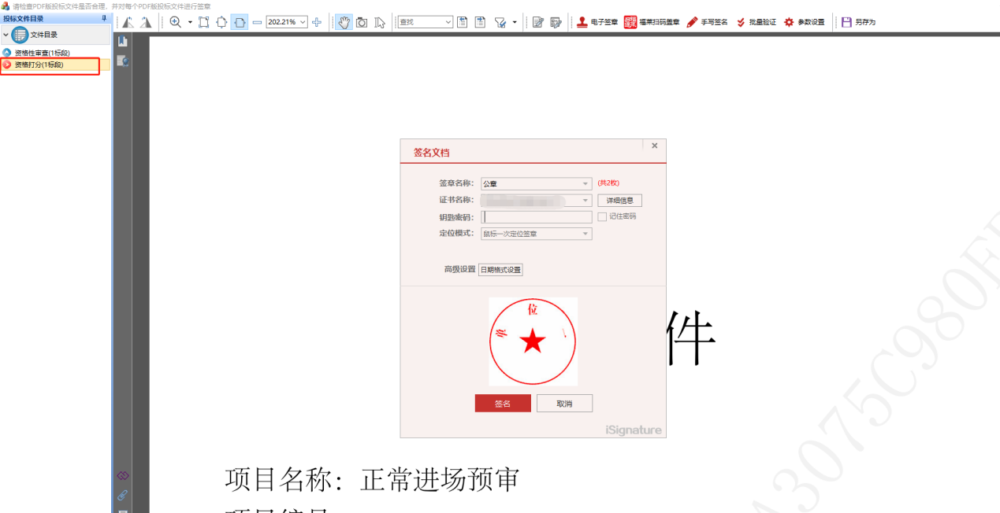 请检查PDF版投标文件是否合理，并对每个PDF版投标文件进行签章
投标文件目录
202.21%
查找
电子签章
福莱扫码盖章
手写签名
批量验证
参数设置
另存为
文件目录
资格性审查(1标段)
资格打分(1标段)
签名文档
签章名称：
公章
(共2枚)
证书名称：
详细信息
钥匙密码：
记住密码
定位模式：
鼠标一次定位签章
高级设置
日期格式设置
单位一
件
签名
取消
iSignature
项目名称：正常进场预审
A3075C980F